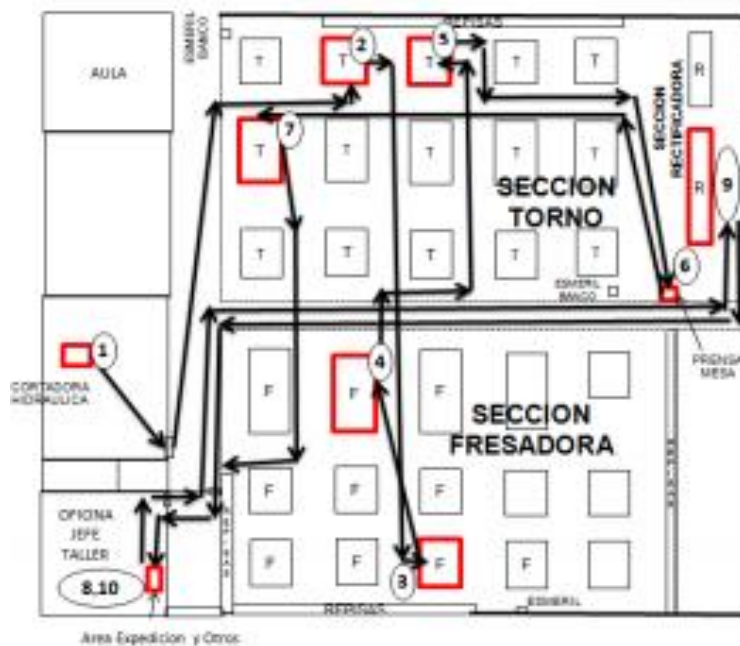 REPISAS
ESMERIL
BANCO
AULA
2
5
T
T
T
T
T
R
SECCION
RECTIFICADORA
7
T
T
T
T
T
R
9
SECCION
TORNO
T
T
T
T
T
6
ESMERIL
BANCO
PRENSA
MESA
1
CORTADORA
HIDRAULICA
4
F
F
F
SECCION
FRESADORA
F
F
F
OFICINA
JEFE
TALLER
8,10
F
F
3
F
F
REPISAS
ESMERIL
Area Expedicion y Otros